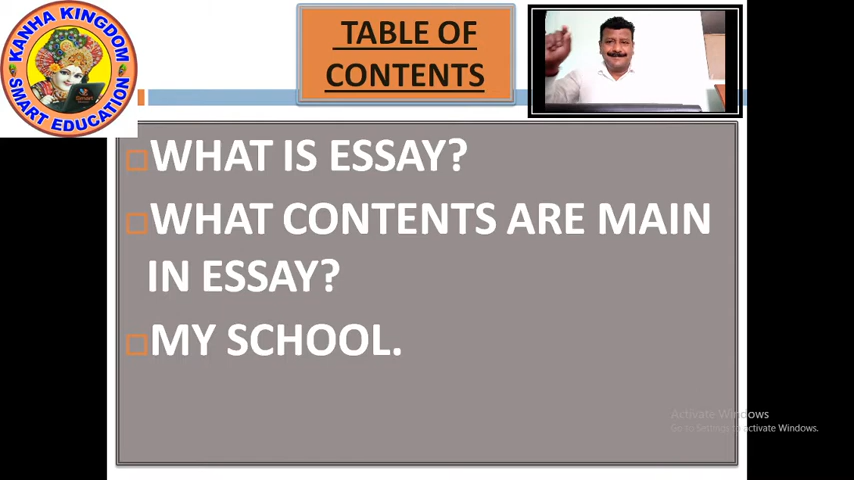 KANHA KINGDOM
SMART EDUCATION
TABLE OF
CONTENTS
WHAT IS ESSAY?
WHAT CONTENTS ARE MAIN
IN ESSAY?
MY SCHOOL.
Activate Windows
Go to Settings to activate Windows.